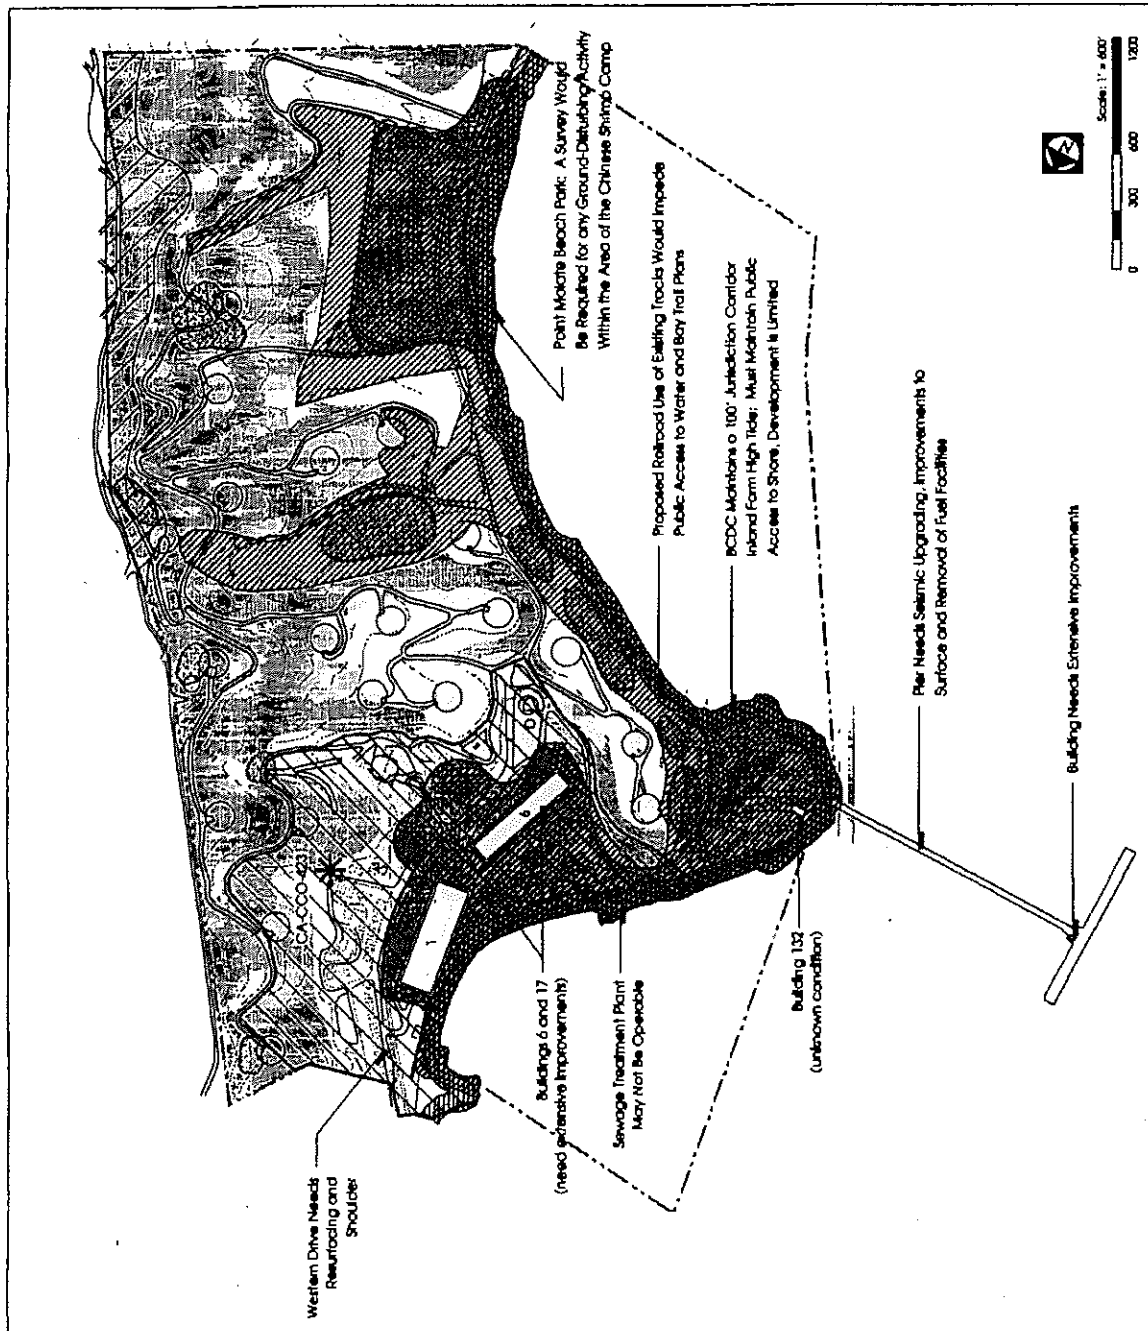 Western Drive Needs
Resurfacing and
Shoulder
Buildings 6 and 17
(need extensive improvements)
Sewage Treatment Plant
May Not Be Operable
Building 132
(unknown condition)
CA-CCO-423
1
6
Point Molate Beach Park: A Survey Would
Be Required for any Ground-Disturbing Activity
Within the Area of the Chinese Shrimp Camp
Proposed Railroad Use of Existing Tracks Would Impede
Public Access to Water and Bay Trail Plans
BCDC Maintains a 100' Jurisdiction Corridor
Inland Form High Tide; Must Maintain Public
Access to Shore, Development is Limited
Pier Needs Seismic Upgrading, Improvements to
Surface and Removal of Fuel Facilities
Building Needs Extensive Improvements
Scale: 1" = 600'
0 300 600 1200